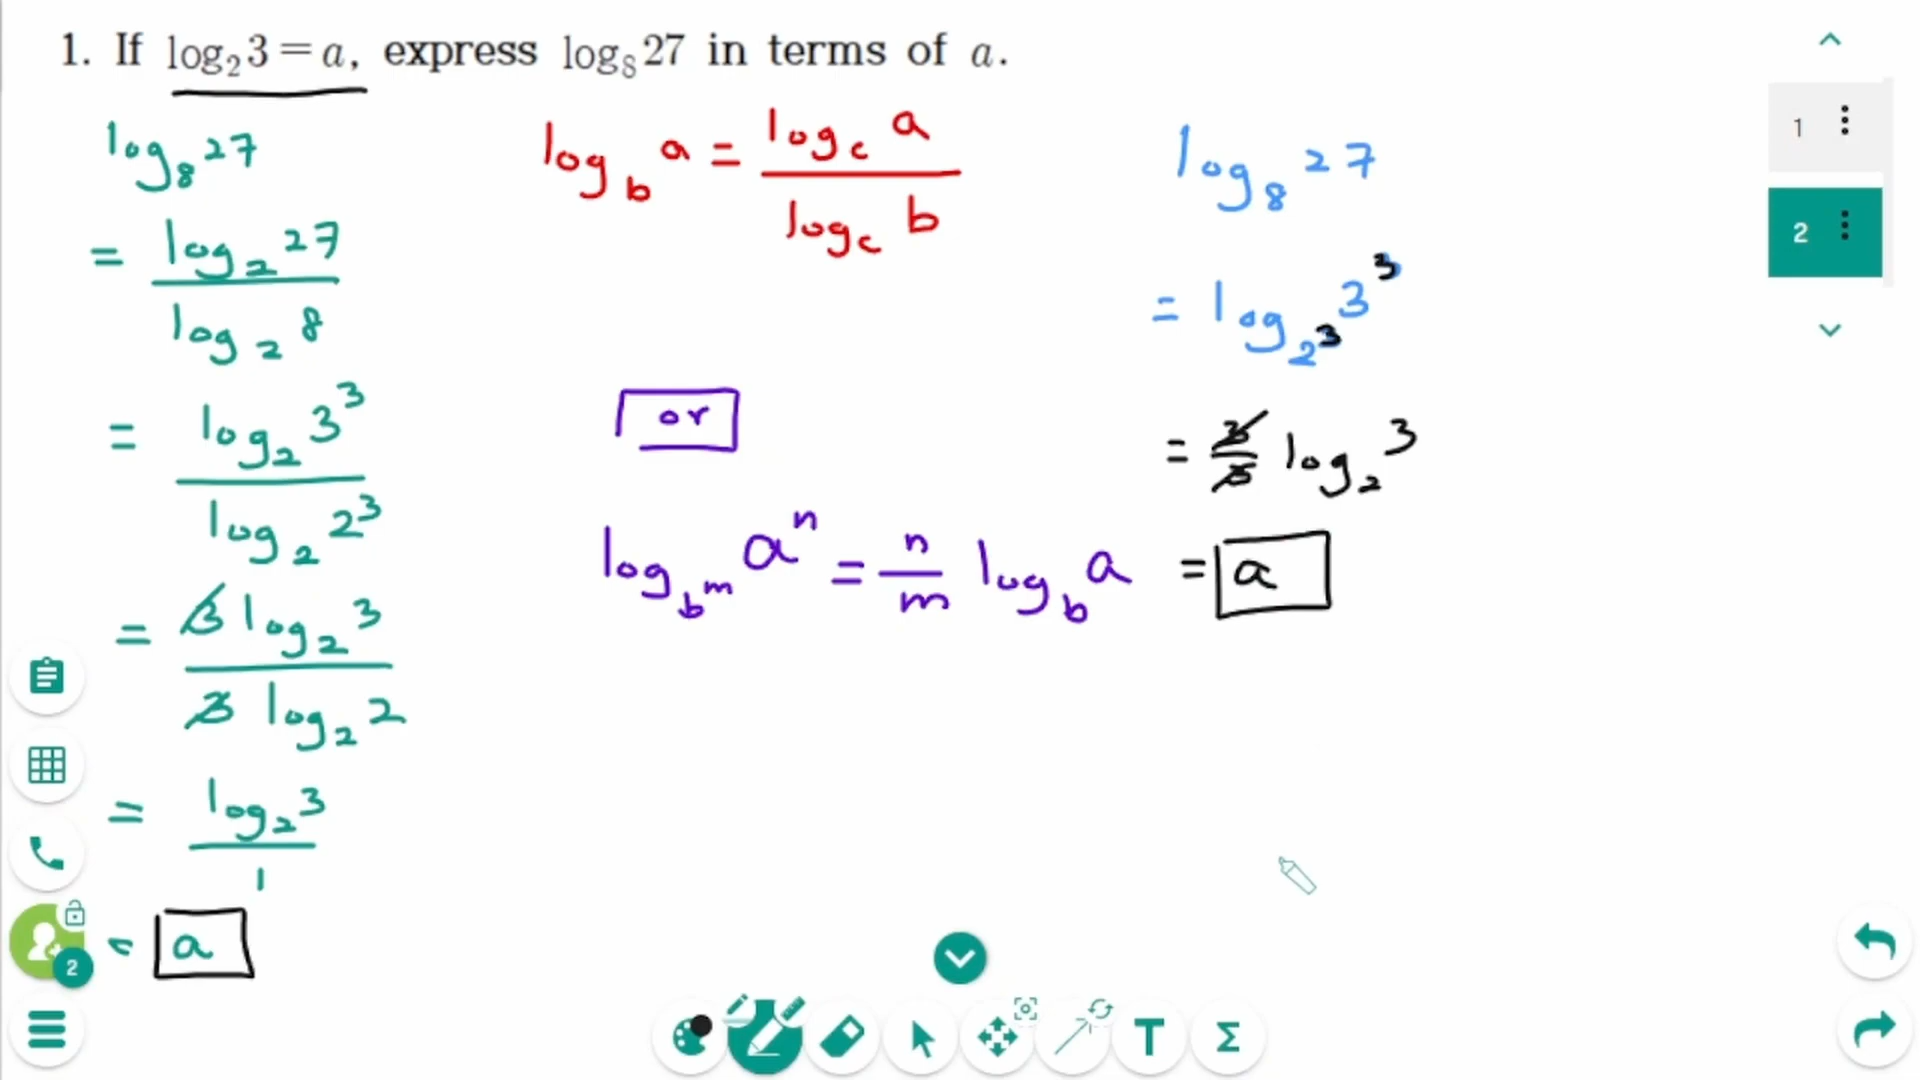 1. If log₂3=a, express log₈27 in terms of a.
log₈27
= log₂27 / log₂8
= log₂3³ / log₂2³
= 3 log₂3 / 3 log₂2
= log₂3 / 1
= a
log_b a = log_c a / log_c b
or
log_{b^m} a^n = n/m log_b a
log₈27
= log_{2³} 3³
= 3/3 log₂3
= a
1
2
2
T
Σ